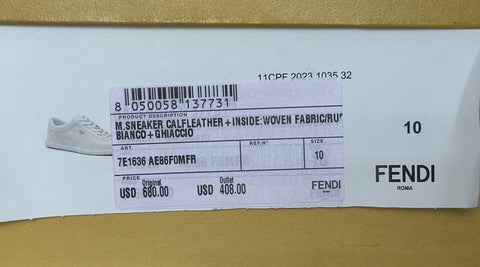 11CPF 2023 1035 32
8 050058 137731
PRODUCT DESCRIPTION
M.SNEAKER CALFLEATHER+INSIDE:WOVEN FABRIC/RU
BIANCO+GHIACCIO
ART. REF.N° SIZE
7E1636 AE86F0MFR 10
PRICE Original Outlet
USD 680.00 USD 408.00 FENDI
10
FENDI
ROMA